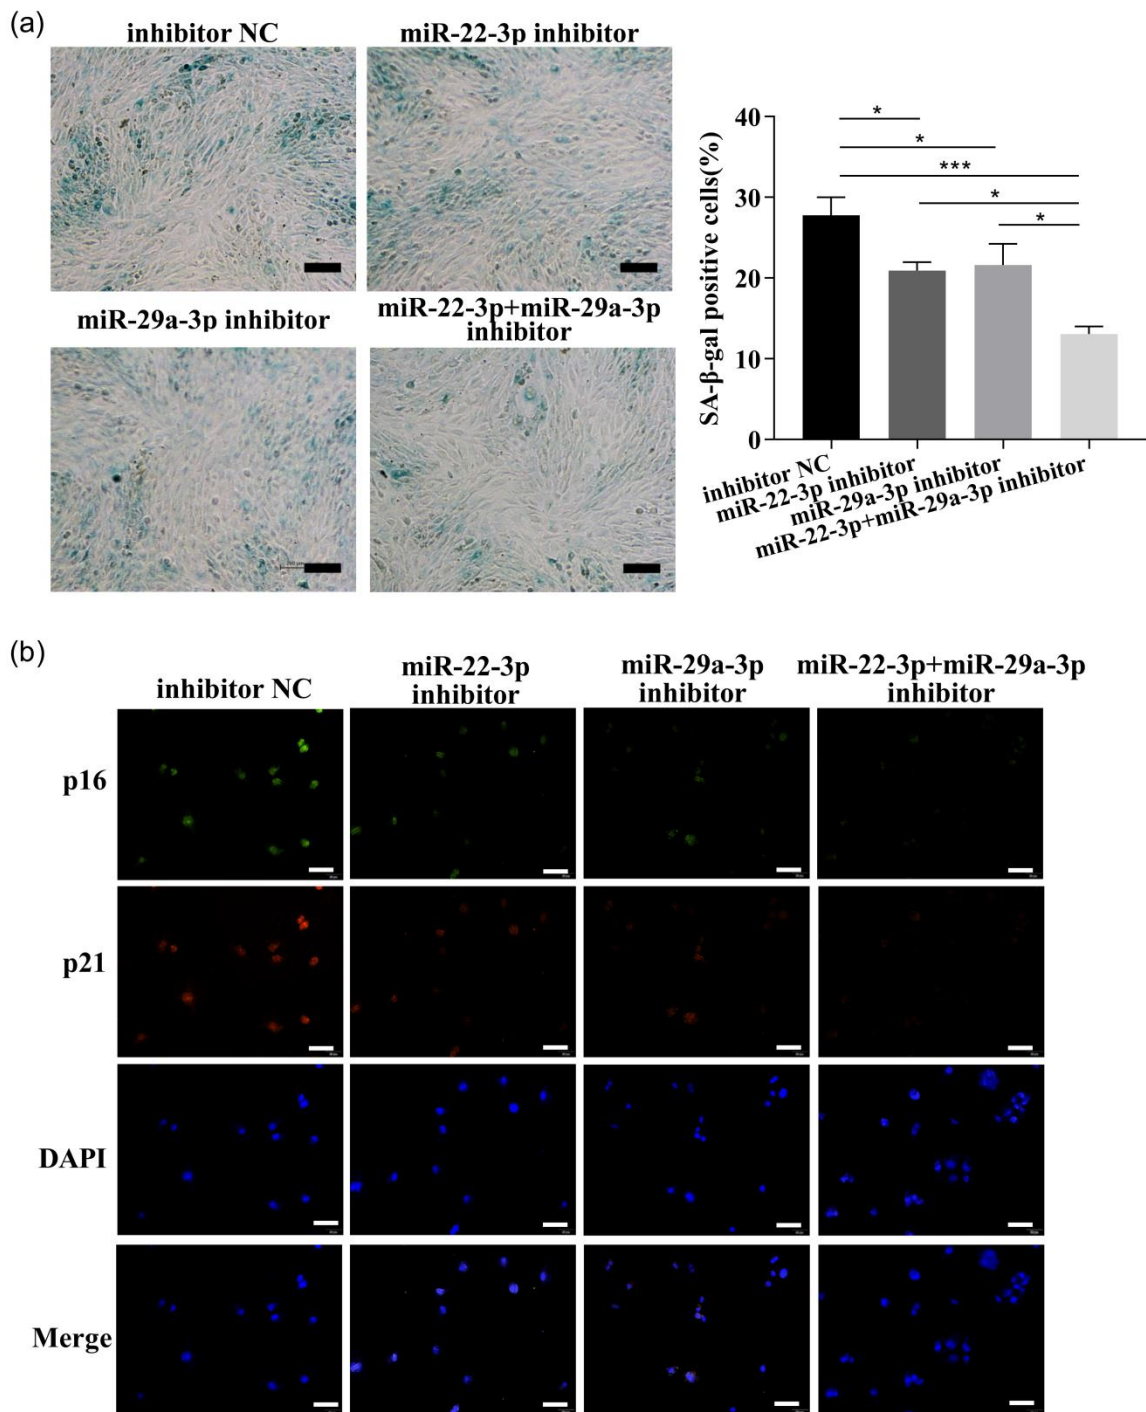 (a)
inhibitor NC
miR-22-3p inhibitor
miR-29a-3p inhibitor
miR-22-3p+miR-29a-3p
inhibitor
SA-β-gal positive cells(%)
40
30
20
10
0
*
*
***
*
*
inhibitor NC
miR-22-3p inhibitor
miR-29a-3p inhibitor
miR-22-3p+miR-29a-3p inhibitor
(b)
inhibitor NC
miR-22-3p
inhibitor
miR-29a-3p
inhibitor
miR-22-3p+miR-29a-3p
inhibitor
p16
p21
DAPI
Merge